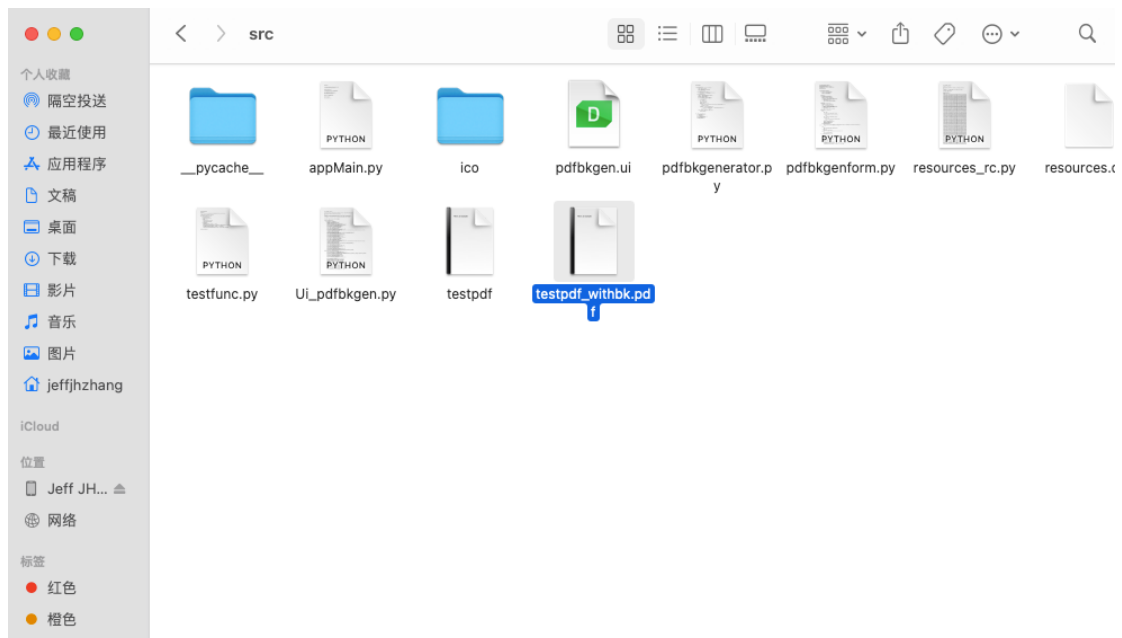 src
个人收藏
隔空投送
最近使用
应用程序
文稿
桌面
下载
影片
音乐
图片
jeffjhzhang
iCloud
位置
Jeff JH...
网络
标签
红色
橙色
PYTHON
D
PYTHON
PYTHON
PYTHON
__pycache__
appMain.py
ico
pdfbkgen.ui
pdfbkgenerator.p
y
pdfbkgenform.py
resources_rc.py
resources.
PYTHON
PYTHON
testfunc.py
Ui_pdfbkgen.py
testpdf
testpdf_withbk.pd
f